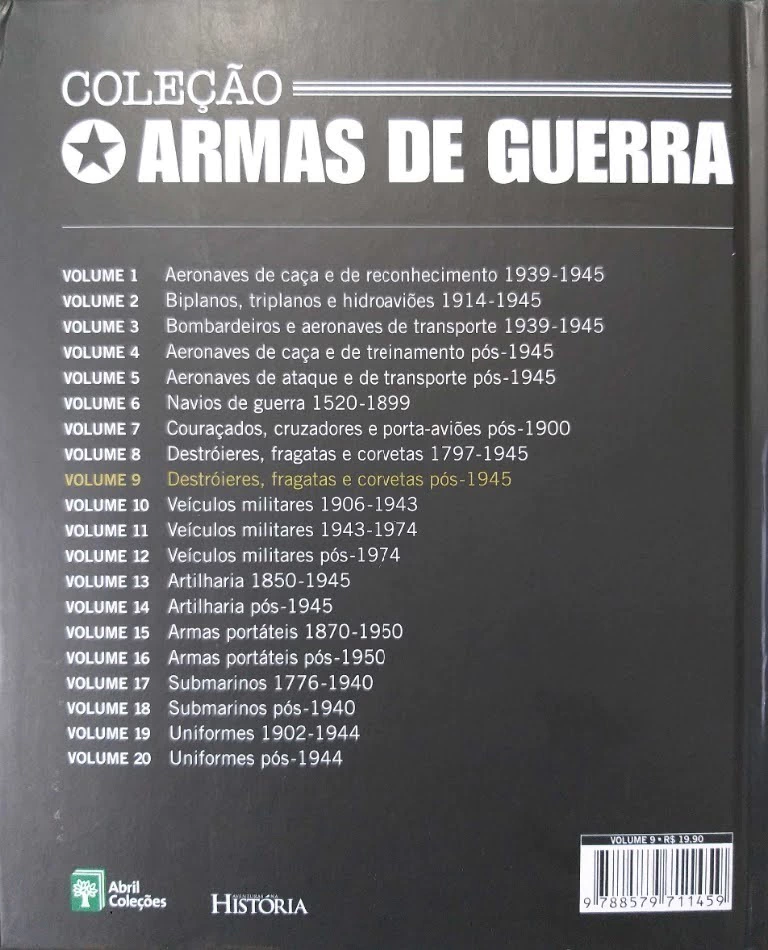 COLEÇÃO
ARMAS DE GUERRA
VOLUME 1 Aeronaves de caça e de reconhecimento 1939-1945
VOLUME 2 Biplanos, triplanos e hidroaviões 1914-1945
VOLUME 3 Bombardeiros e aeronaves de transporte 1939-1945
VOLUME 4 Aeronaves de caça e de treinamento pós-1945
VOLUME 5 Aeronaves de ataque e de transporte pós-1945
VOLUME 6 Navios de guerra 1520-1899
VOLUME 7 Couraçados, cruzadores e porta-aviões pós-1900
VOLUME 8 Destróieres, fragatas e corvetas 1797-1945
VOLUME 9 Destróieres, fragatas e corvetas pós-1945
VOLUME 10 Veículos militares 1906-1943
VOLUME 11 Veículos militares 1943-1974
VOLUME 12 Veículos militares pós-1974
VOLUME 13 Artilharia 1850-1945
VOLUME 14 Artilharia pós-1945
VOLUME 15 Armas portáteis 1870-1950
VOLUME 16 Armas portáteis pós-1950
VOLUME 17 Submarinos 1776-1940
VOLUME 18 Submarinos pós-1940
VOLUME 19 Uniformes 1902-1944
VOLUME 20 Uniformes pós-1944
VOLUME 9 • R$ 19,90
9 788579 711459
Abril
Coleções
AVENTURAS NA
HISTÓRIA